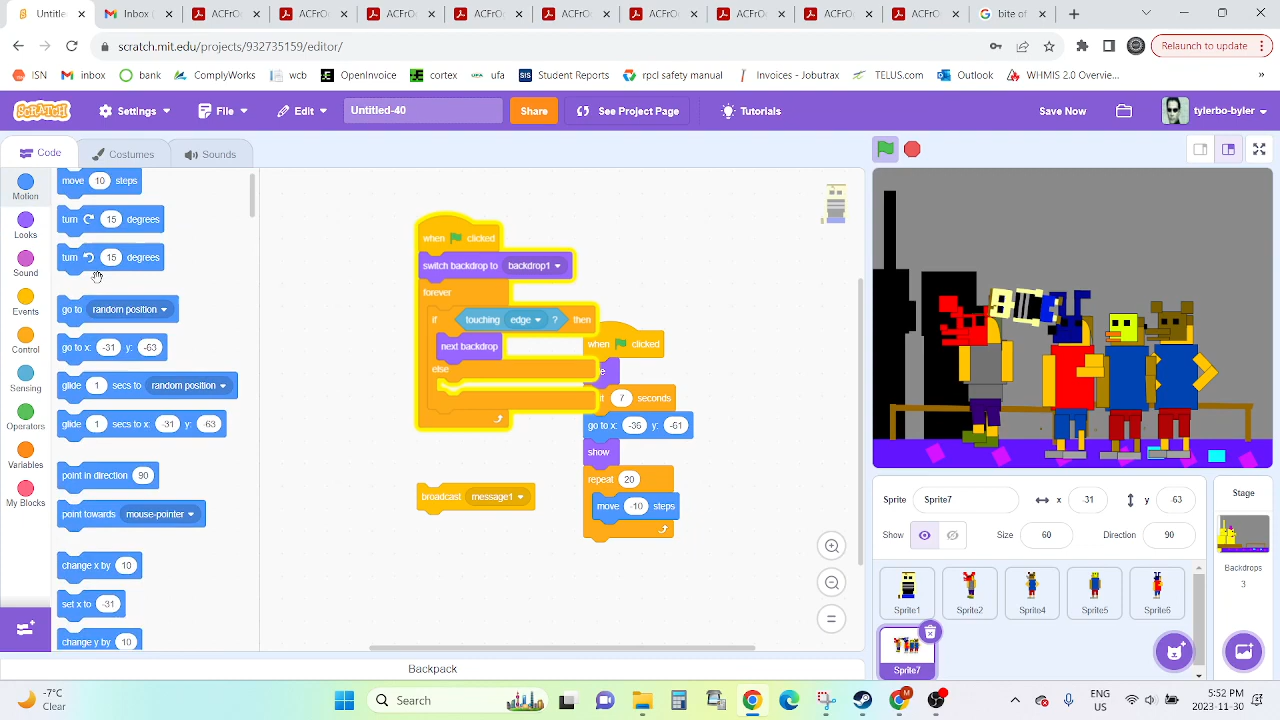 Untitled
Inbox
ACFro
ACFro
ACFro
ACFro
ACFro
ACFro
ACFro
ACFro
ACFro
bite of
scratch.mit.edu/projects/932735159/editor/
Relaunch to update
ISN
inbox
bank
ComplyWorks
wcb
OpenInvoice
cortex
ufa
SIS Student Reports
rpcl safety manual
Invoices - Jobutrax
TELUS.com
Outlook
WHMIS 2.0 Overvie...
SCRATCH
Settings
File
Edit
Untitled-40
Share
See Project Page
Tutorials
Save Now
tylerbo-byler
Code
Costumes
Sounds
Motion
Looks
Sound
Events
Control
Sensing
Operators
Variables
My Blocks
move 10 steps
turn 15 degrees
turn 15 degrees
go to random position
go to x: -31 y: -63
glide 1 secs to random position
glide 1 secs to x: -31 y: -63
point in direction 90
point towards mouse-pointer
change x by 10
set x to -31
change y by 10
when clicked
switch backdrop to backdrop1
forever
if touching edge ? then
next backdrop
else
broadcast message1
when clicked
7 seconds
go to x: -36 y: -61
show
repeat 20
move -10 steps
Sprite Sprite7
x -31
y -63
Show
Size 60
Direction 90
Sprite1
Sprite2
Sprite4
Sprite5
Sprite6
Sprite7
Stage
Backdrops
3
Backpack
-7°C
Clear
Search
ENG
US
5:52 PM
2023-11-30